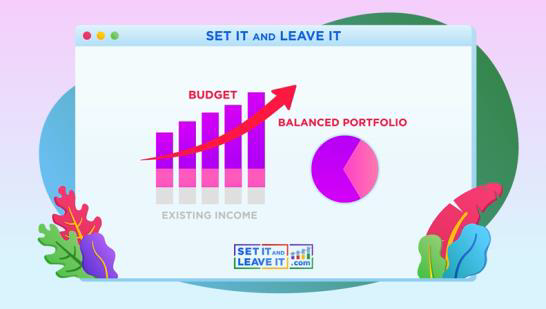 SET IT AND LEAVE IT
BUDGET
BALANCED PORTFOLIO
EXISTING INCOME
SET IT AND
LEAVE IT .com